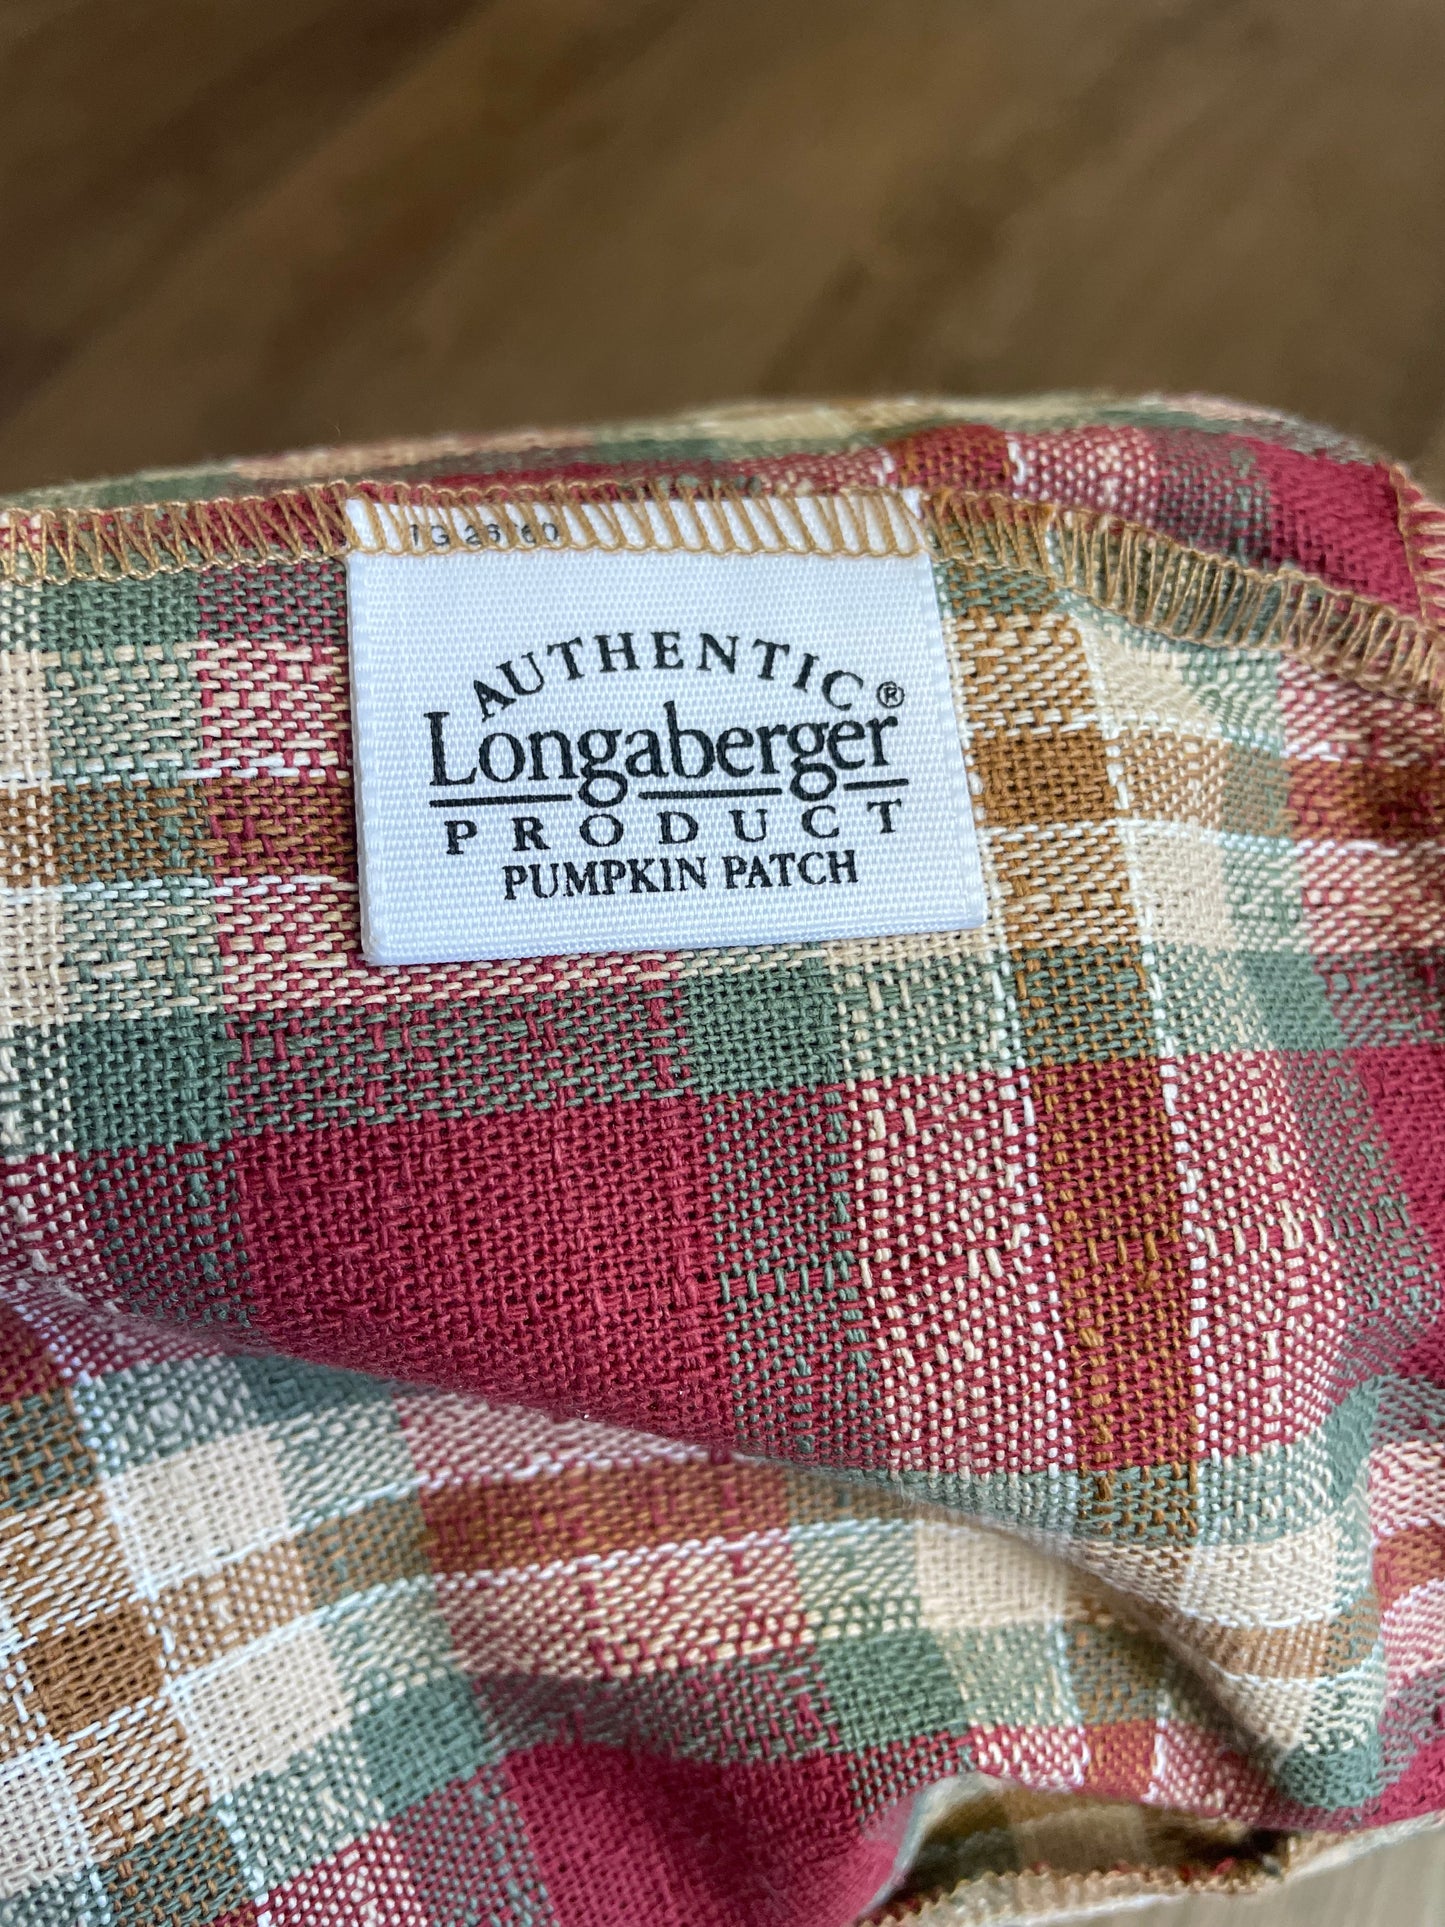 AUTHENTIC
Longaberger®
PRODUCT
PUMPKIN PATCH